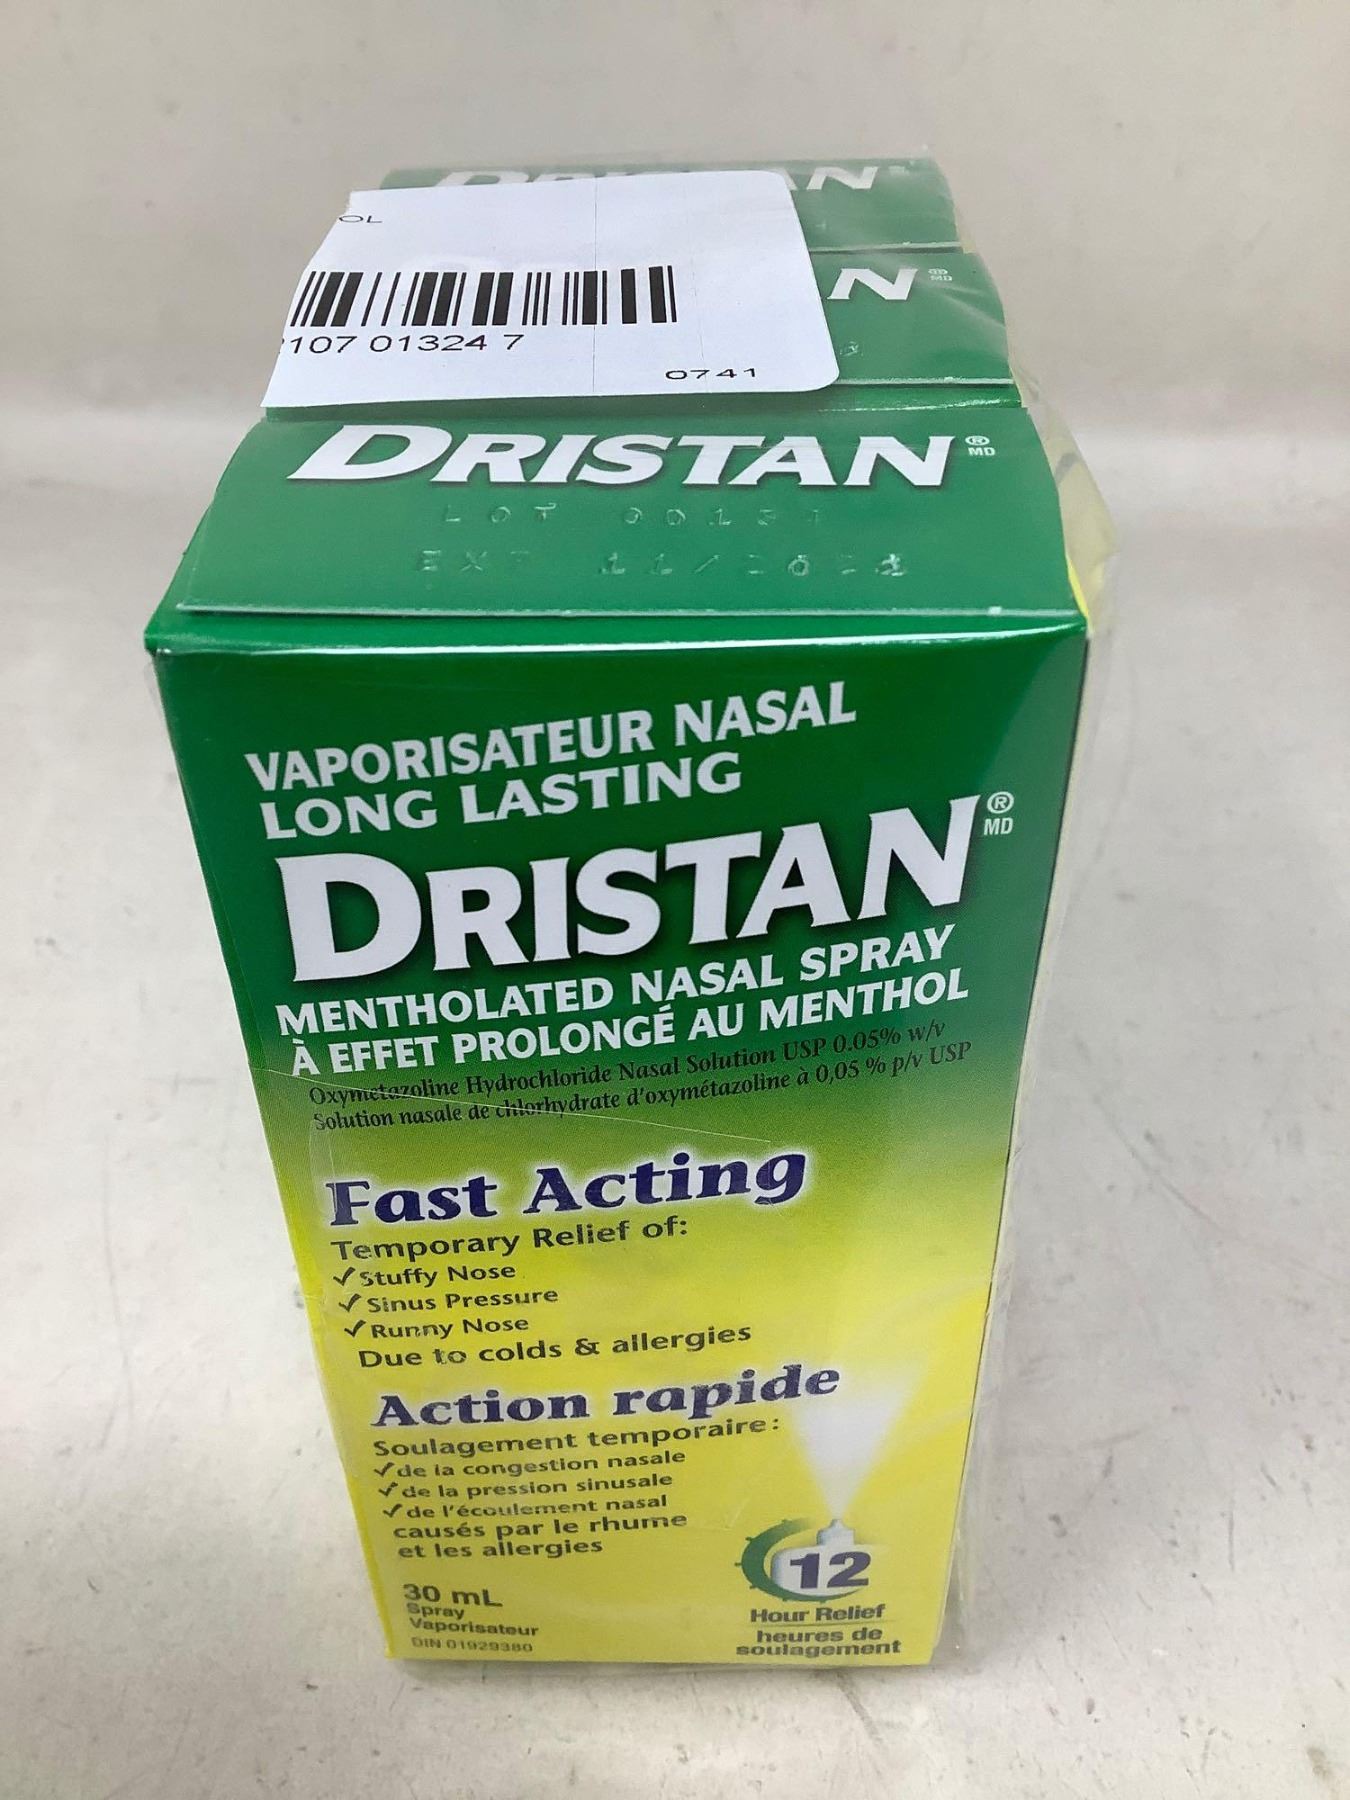 OL
107 01324 7
0741
N
N® MD
DRISTAN® MD
LOT
EXP 11/
VAPORISATEUR NASAL
LONG LASTING
DRISTAN® MD
MENTHOLATED NASAL SPRAY
À EFFET PROLONGÉ AU MENTHOL
Oxymetazoline Hydrochloride Nasal Solution USP 0.05% w/v
Solution nasale de chlorhydrate d'oxymétazoline à 0,05 % p/v USP
Fast Acting
Temporary Relief of:
✓Stuffy Nose
✓Sinus Pressure
✓Runny Nose
Due to colds & allergies
Action rapide
Soulagement temporaire:
✓de la congestion nasale
✓de la pression sinusale
✓de l'écoulement nasal
causés par le rhume
et les allergies
30 mL
Spray
Vaporisateur
DIN 01929380
12
Hour Relief
heures de
soulagement